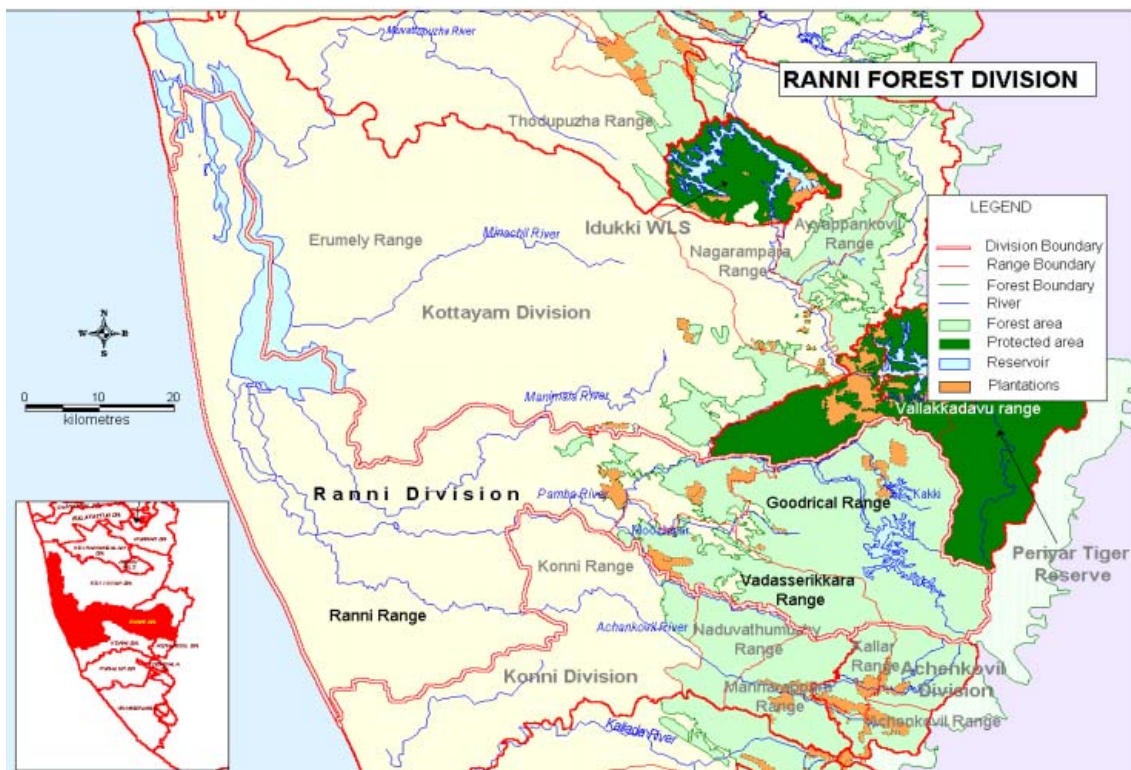 Muvattupuzha River
RANNI FOREST DIVISION
Thodupuzha Range
LEGEND
Division Boundary
Range Boundary
Forest Boundary
River
Forest area
Protected area
Reservoir
Plantations
Idukki WLS
Ayyappankovil
Range
Erumely Range
Minachil River
Nagarampara
Range
Kottayam Division
N
W
E
S
0 10 20
kilometres
Manimala River
Vallakkadavu range
Ranni Division
Pamba River
Goodrical Range
Kakki
Periyar Tiger
Reserve
Konni Range
Vadasserikkara
Range
Ranni Range
Achankovil River
Range
Kallar
Range
Achenkovil
Division
Konni Division
Range
Achenkovil Range
Kallada River